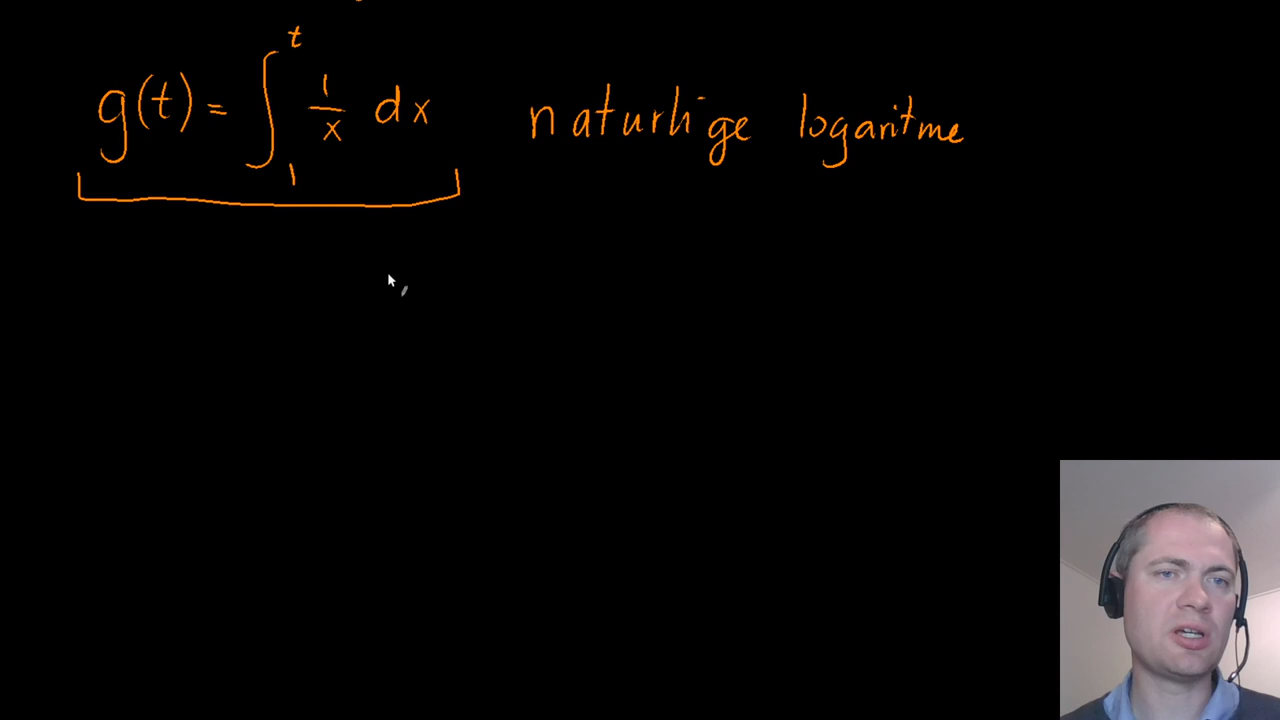 g(t) = ∫₁ᵗ 1/x dx naturlige logaritme